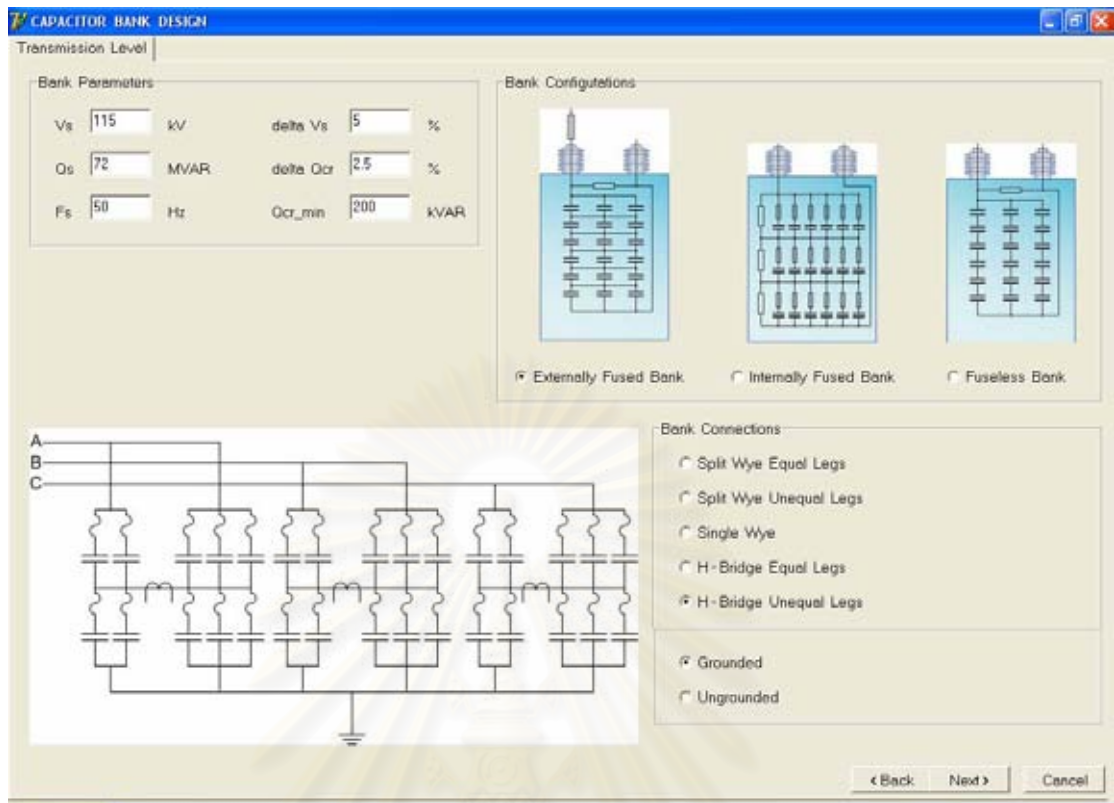 CAPACITOR BANK DESIGN
Transmission Level
Bank Parameters
Vs 115 kV delta Vs 5 %
Qs 72 MVAR delta Qcr 2.5 %
Fs 50 Hz Qcr_min 200 kVAR
Bank Configutations
Externally Fused Bank Internally Fused Bank Fuseless Bank
A
B
C
Bank Connections
Split Wye Equal Legs
Split Wye Unequal Legs
Single Wye
H-Bridge Equal Legs
H-Bridge Unequal Legs
Grounded
Ungrounded
< Back Next > Cancel